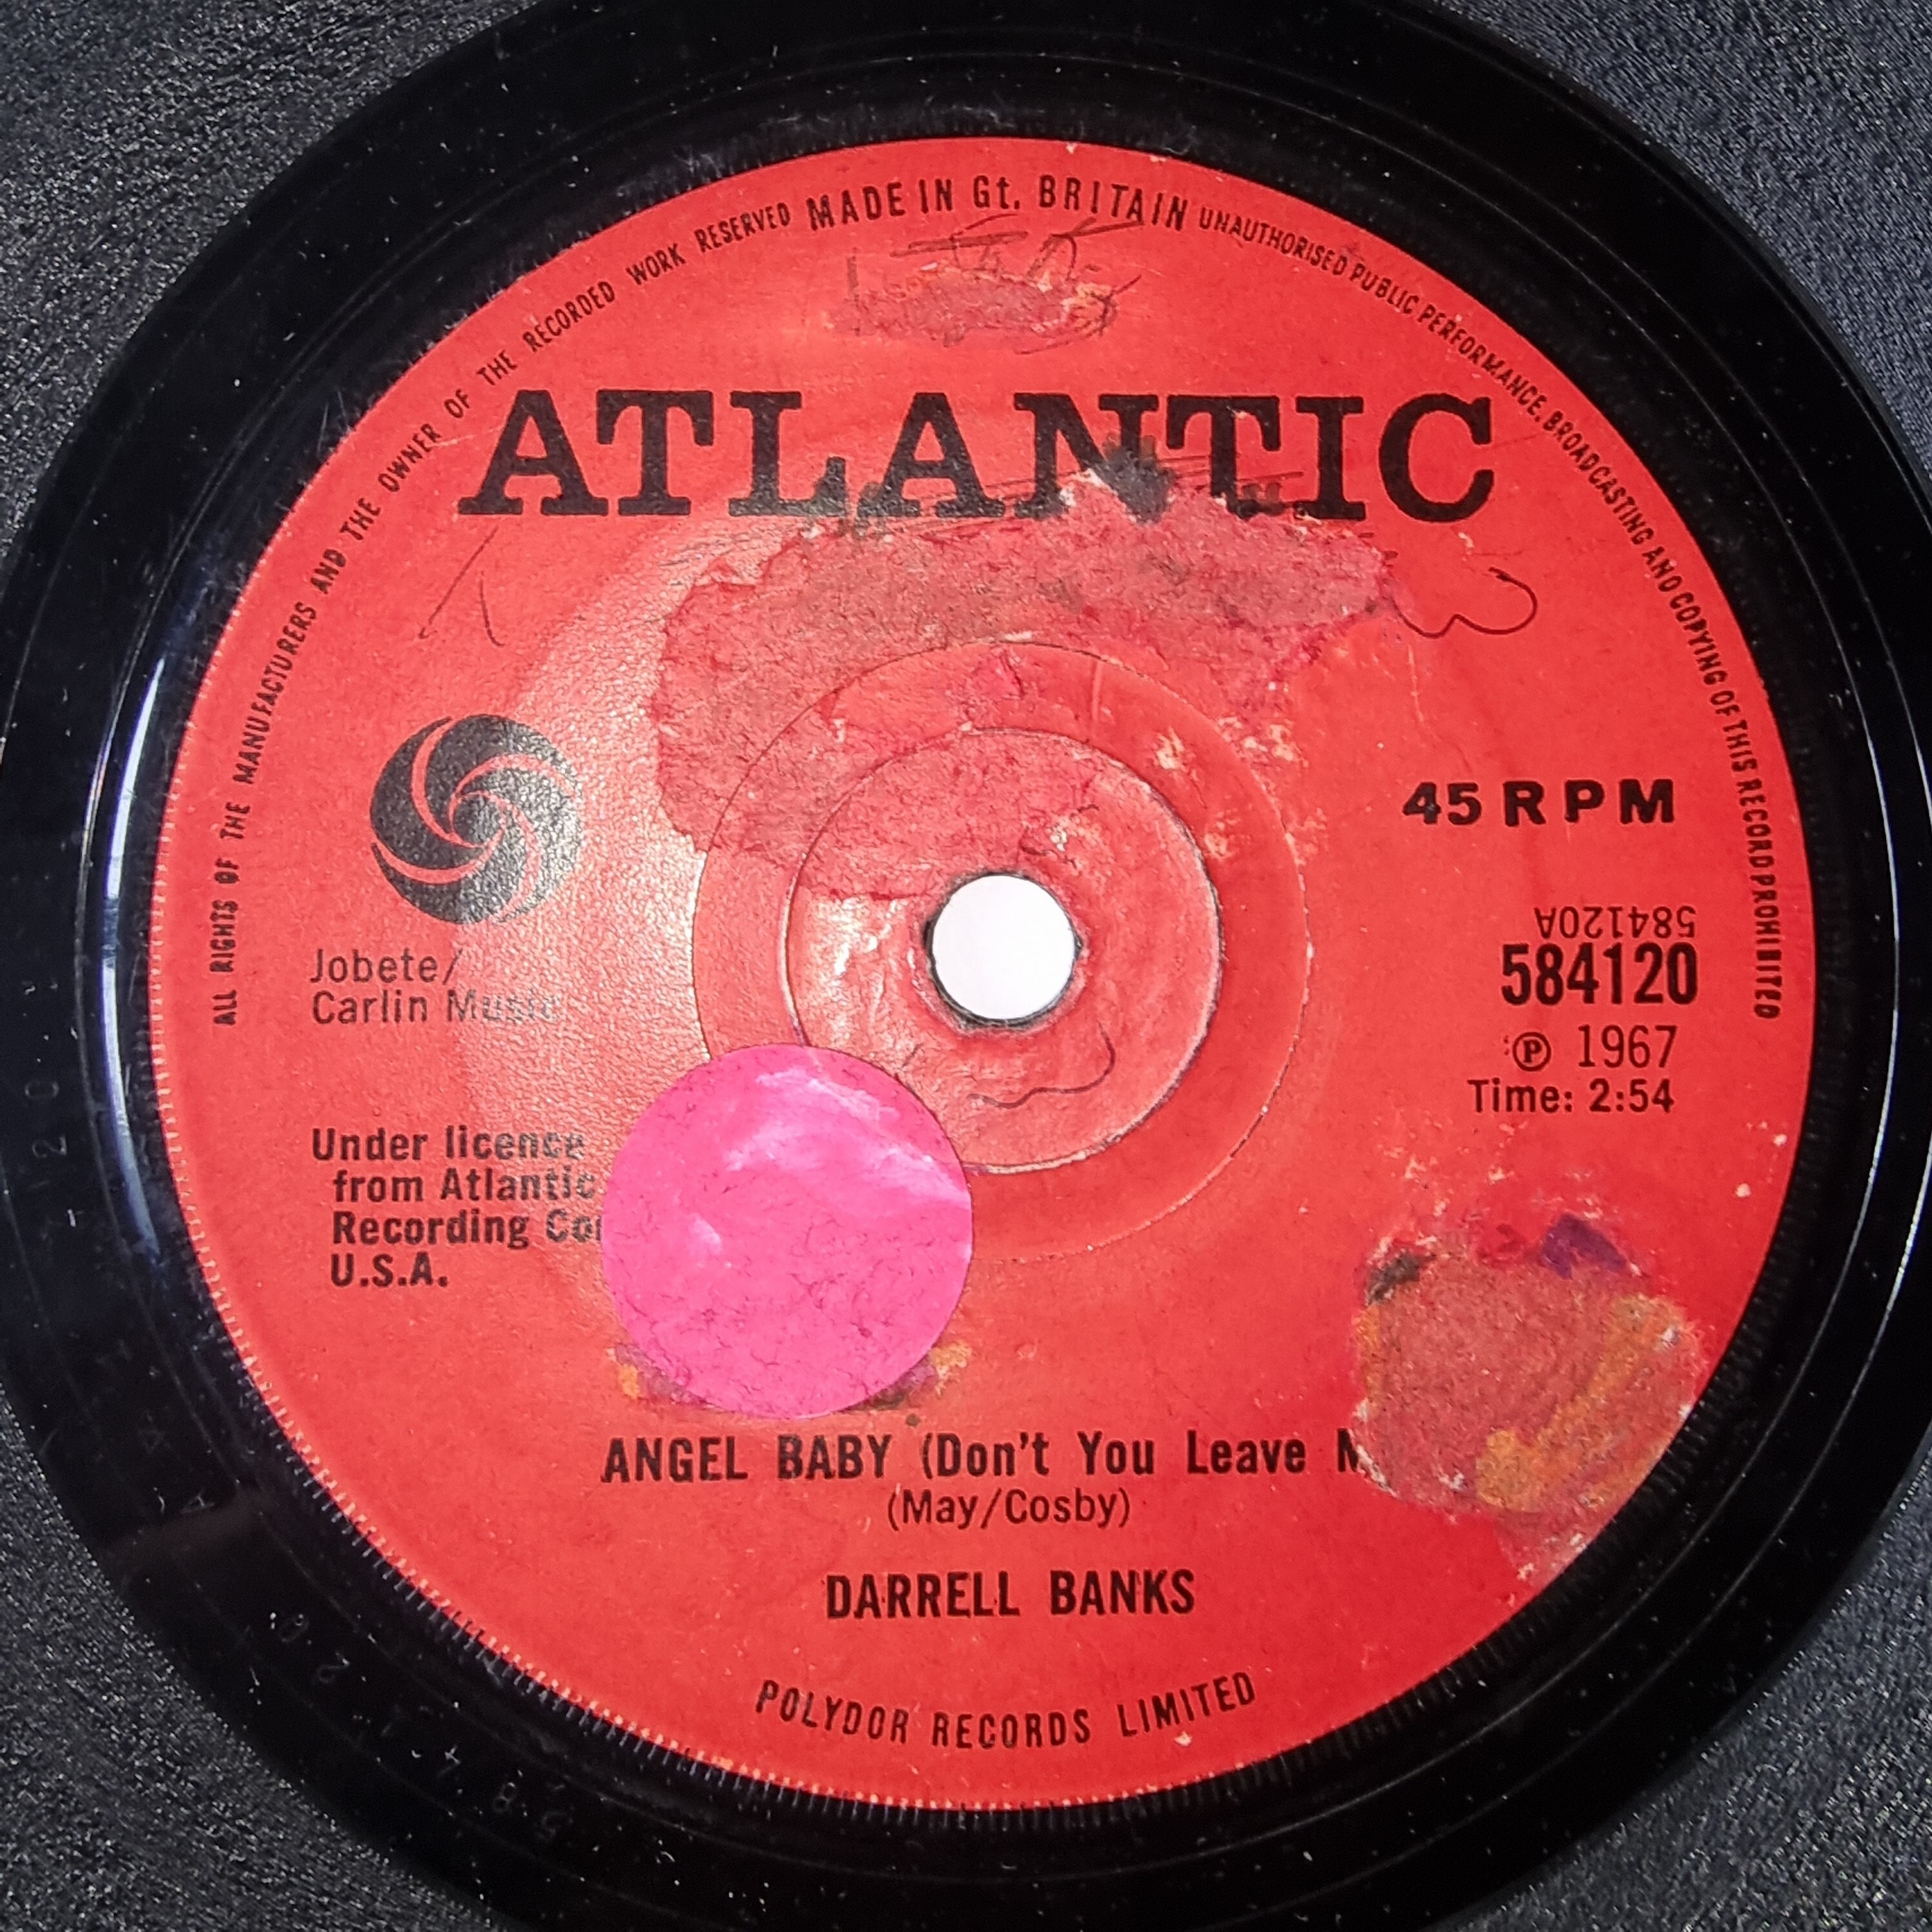 ALL RIGHTS OF THE MANUFACTURERS AND THE OWNER OF THE RECORDED WORK RESERVED MADE IN Gt. BRITAIN UNAUTHORISED PUBLIC PERFORMANCE, BROADCASTING AND COPYING OF THIS RECORD PROHIBITED
ATLANTIC
45 RPM
584120A
584120
Ⓟ 1967
Time: 2:54
Jobete/
Carlin Music
Under licence
from Atlantic
Recording
U.S.A.
ANGEL BABY (Don't You Leave
(May/Cosby)
DARRELL BANKS
POLYDOR RECORDS LIMITED